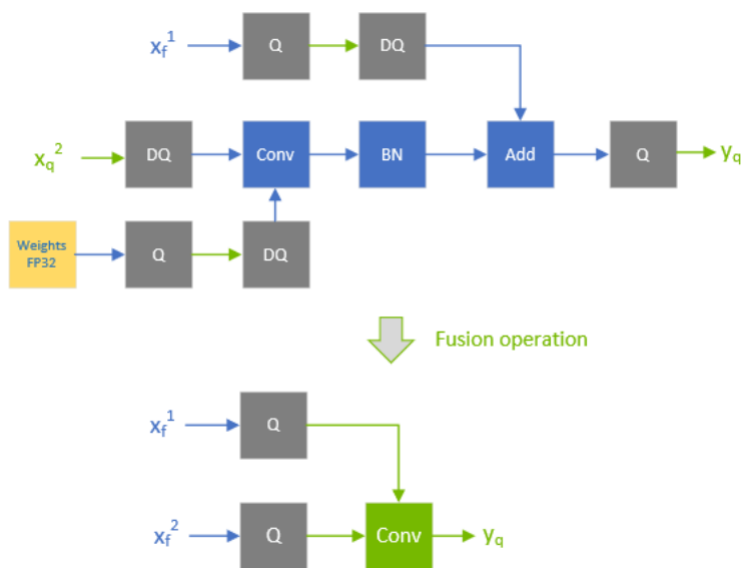 x_f^1
Q
DQ
x_q^2
DQ
Conv
BN
Add
Q
y_q
Weights
FP32
Q
DQ
Fusion operation
x_f^1
Q
x_f^2
Q
Conv
y_q